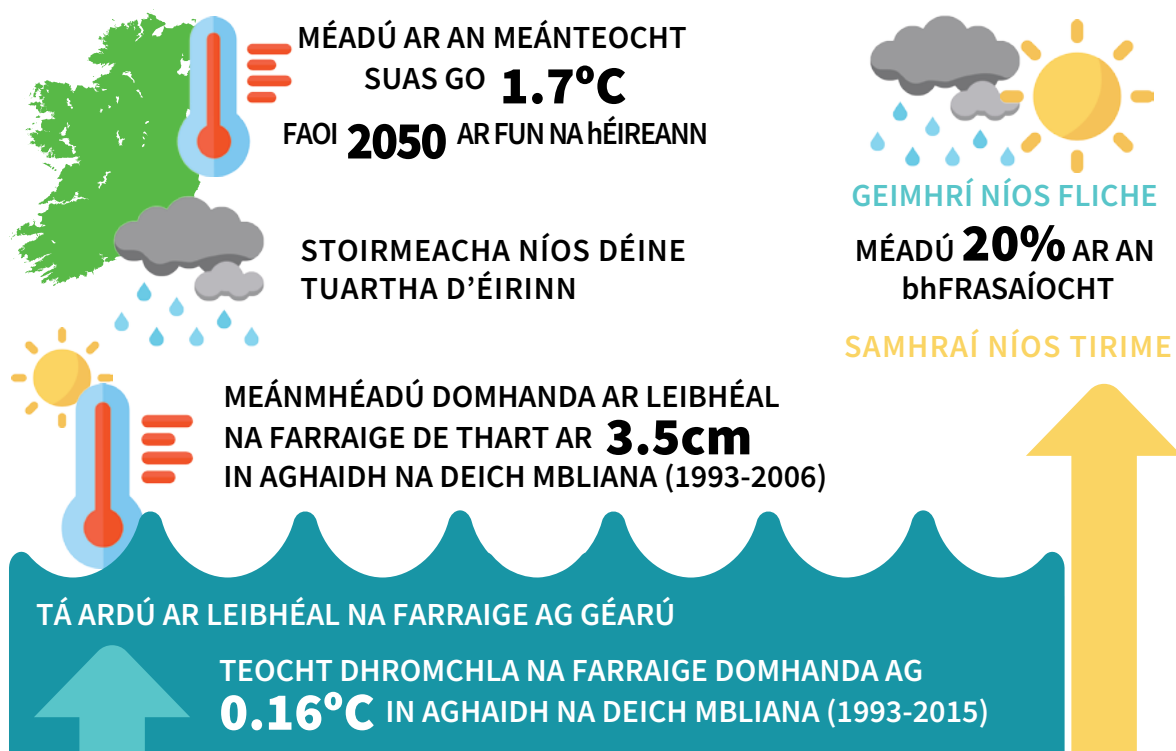 MÉADÚ AR AN MEÁNTEOCHT
SUAS GO 1.7ºC
FAOI 2050 AR FUN NA hÉIREANN
GEIMHRÍ NÍOS FLICHE
MÉADÚ 20% AR AN
bhFRASAÍOCHT
SAMHRAÍ NÍOS TIRIME
STOIRMEACHA NÍOS DÉINE
TUARTHA D’ÉIRINN
MEÁNMHÉADÚ DOMHANDA AR LEIBHÉAL
NA FARRAIGE DE THART AR 3.5cm
IN AGHAIDH NA DEICH MBLIANA (1993-2006)
TÁ ARDÚ AR LEIBHÉAL NA FARRAIGE AG GÉARÚ
TEOCHT DHROMCHLA NA FARRAIGE DOMHANDA AG
0.16ºC IN AGHAIDH NA DEICH MBLIANA (1993-2015)